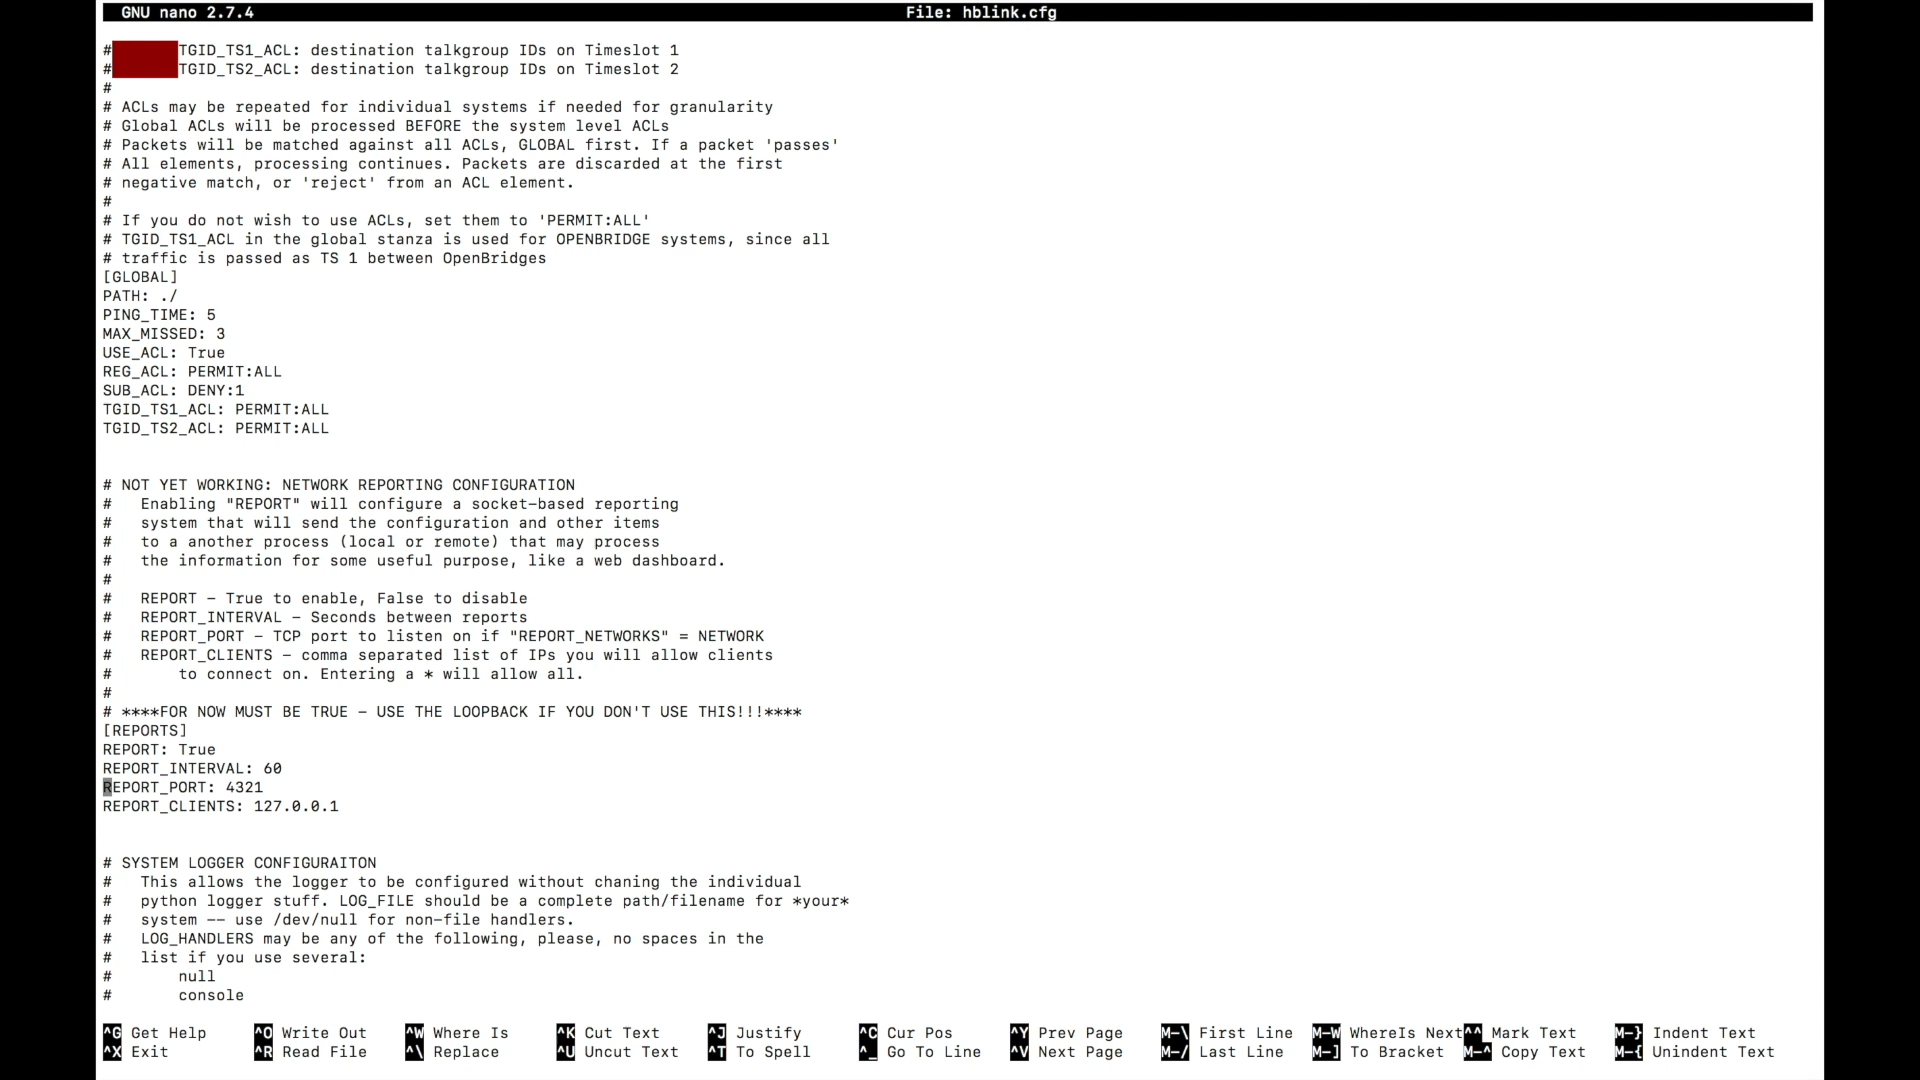 GNU nano 2.7.4 File: hblink.cfg
# TGID_TS1_ACL: destination talkgroup IDs on Timeslot 1
# TGID_TS2_ACL: destination talkgroup IDs on Timeslot 2
#
# ACLs may be repeated for individual systems if needed for granularity
# Global ACLs will be processed BEFORE the system level ACLs
# Packets will be matched against all ACLs, GLOBAL first. If a packet 'passes'
# All elements, processing continues. Packets are discarded at the first
# negative match, or 'reject' from an ACL element.
#
# If you do not wish to use ACLs, set them to 'PERMIT:ALL'
# TGID_TS1_ACL in the global stanza is used for OPENBRIDGE systems, since all
# traffic is passed as TS 1 between OpenBridges
[GLOBAL]
PATH: ./
PING_TIME: 5
MAX_MISSED: 3
USE_ACL: True
REG_ACL: PERMIT:ALL
SUB_ACL: DENY:1
TGID_TS1_ACL: PERMIT:ALL
TGID_TS2_ACL: PERMIT:ALL
# NOT YET WORKING: NETWORK REPORTING CONFIGURATION
# Enabling "REPORT" will configure a socket-based reporting
# system that will send the configuration and other items
# to a another process (local or remote) that may process
# the information for some useful purpose, like a web dashboard.
#
# REPORT - True to enable, False to disable
# REPORT_INTERVAL - Seconds between reports
# REPORT_PORT - TCP port to listen on if "REPORT_NETWORKS" = NETWORK
# REPORT_CLIENTS - comma separated list of IPs you will allow clients
# to connect on. Entering a * will allow all.
#
# ****FOR NOW MUST BE TRUE - USE THE LOOPBACK IF YOU DON'T USE THIS!!!****
[REPORTS]
REPORT: True
REPORT_INTERVAL: 60
REPORT_PORT: 4321
REPORT_CLIENTS: 127.0.0.1
# SYSTEM LOGGER CONFIGURAITON
# This allows the logger to be configured without chaning the individual
# python logger stuff. LOG_FILE should be a complete path/filename for *your*
# system -- use /dev/null for non-file handlers.
# LOG_HANDLERS may be any of the following, please, no spaces in the
# list if you use several:
# null
# console
^G Get Help ^O Write Out ^W Where Is ^K Cut Text ^J Justify ^C Cur Pos ^Y Prev Page M-\ First Line M-W WhereIs Next ^^ Mark Text M-} Indent Text
^X Exit ^R Read File ^\ Replace ^U Uncut Text ^T To Spell ^_ Go To Line ^V Next Page M-/ Last Line M-] To Bracket M-^ Copy Text M-{ Unindent Text